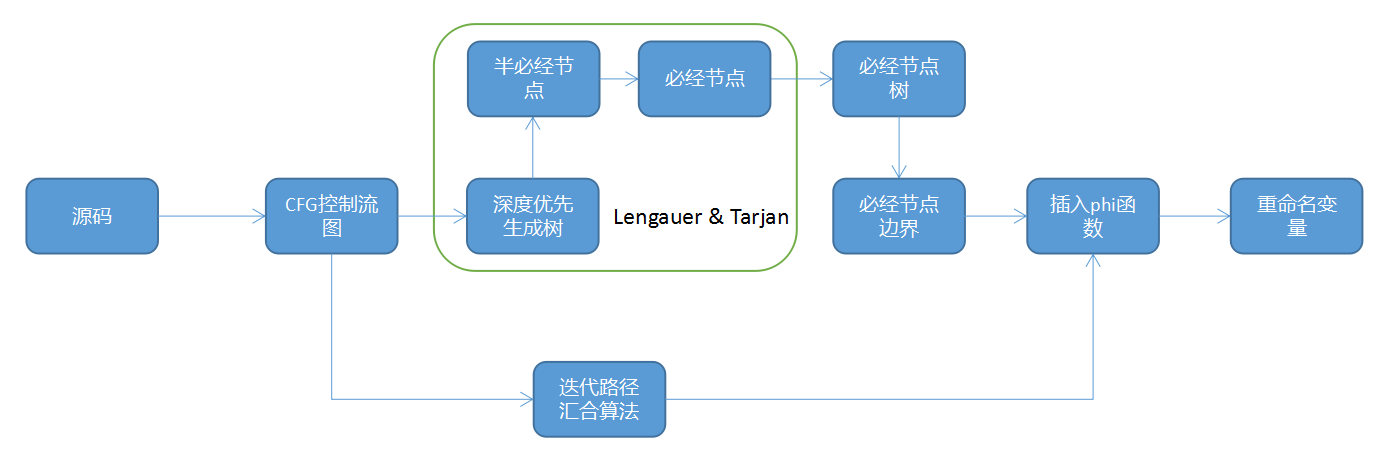 半必经节
点
必经节点
必经节点
树
源码
CFG控制流
图
深度优先
生成树
Lengauer & Tarjan
必经节点
边界
插入phi函
数
重命名变
量
迭代路径
汇合算法